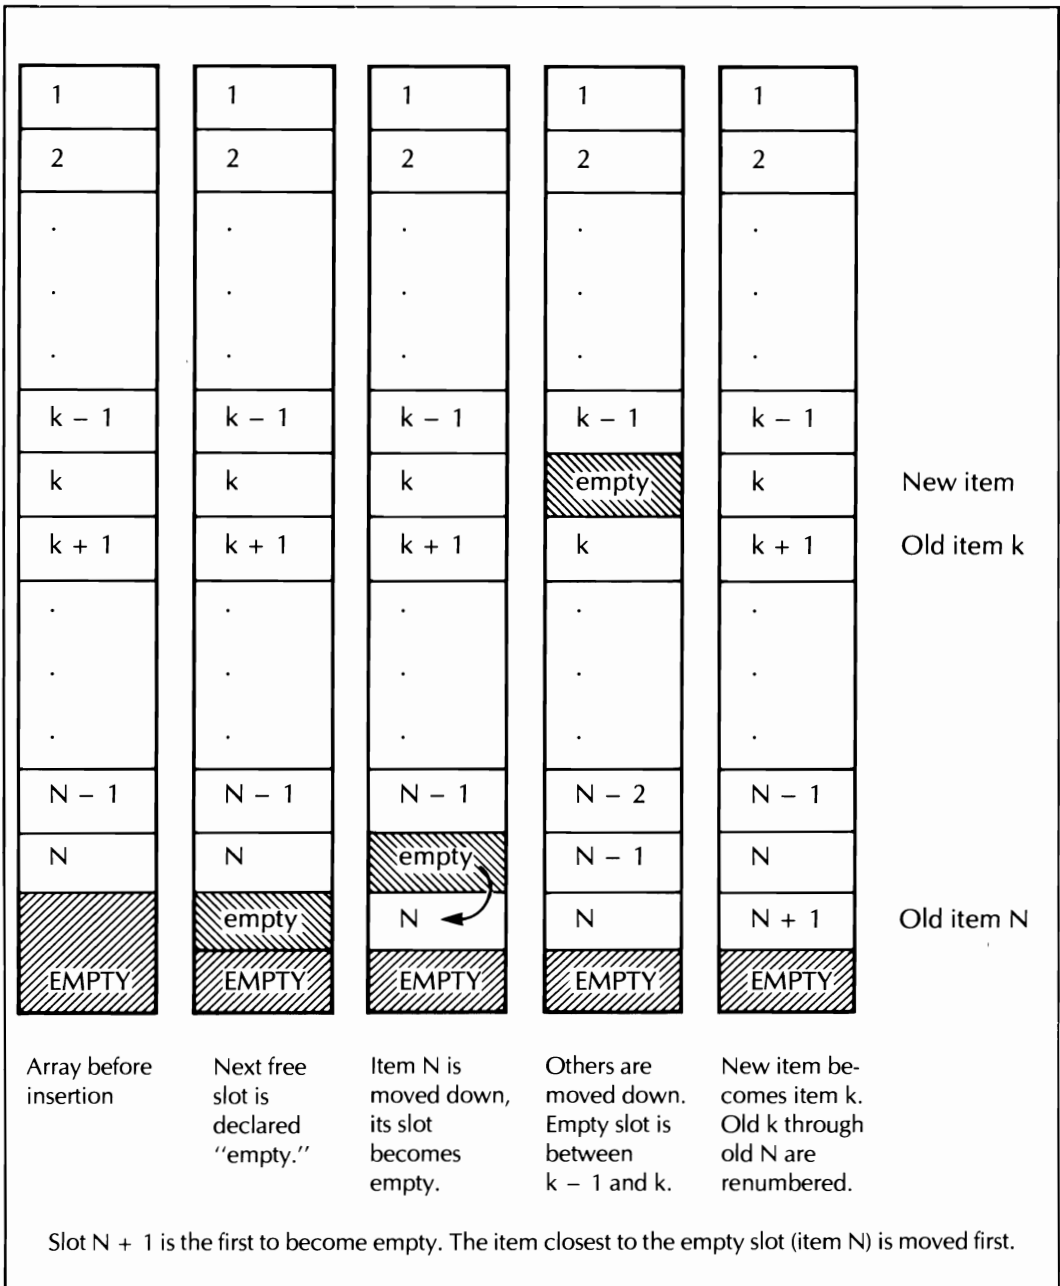 1 1 1 1 1
2 2 2 2 2
. . . . .
. . . . .
. . . . .
k – 1 k – 1 k – 1 k – 1 k – 1
k k k empty k New item
k + 1 k + 1 k + 1 k k + 1 Old item k
. . . . .
. . . . .
. . . . .
N – 1 N – 1 N – 1 N – 2 N – 1
N N empty N – 1 N
empty N N N + 1 Old item N
EMPTY EMPTY EMPTY EMPTY EMPTY
Array before
insertion
Next free
slot is
declared
‘‘empty.’’
Item N is
moved down,
its slot
becomes
empty.
Others are
moved down.
Empty slot is
between
k – 1 and k.
New item be-
comes item k.
Old k through
old N are
renumbered.
Slot N + 1 is the first to become empty. The item closest to the empty slot (item N) is moved first.